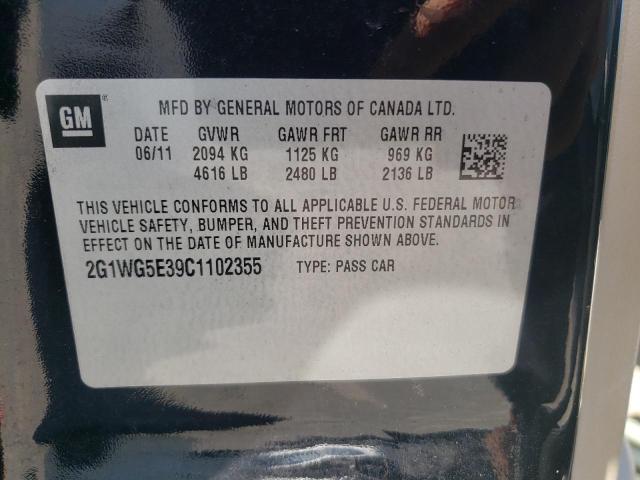 GM
®
MFD BY GENERAL MOTORS OF CANADA LTD.
DATE GVWR GAWR FRT GAWR RR
06/11 2094 KG 1125 KG 969 KG
4616 LB 2480 LB 2136 LB
THIS VEHICLE CONFORMS TO ALL APPLICABLE U.S. FEDERAL MOTOR
VEHICLE SAFETY, BUMPER, AND THEFT PREVENTION STANDARDS IN
EFFECT ON THE DATE OF MANUFACTURE SHOWN ABOVE.
2G1WG5E39C1102355 TYPE: PASS CAR